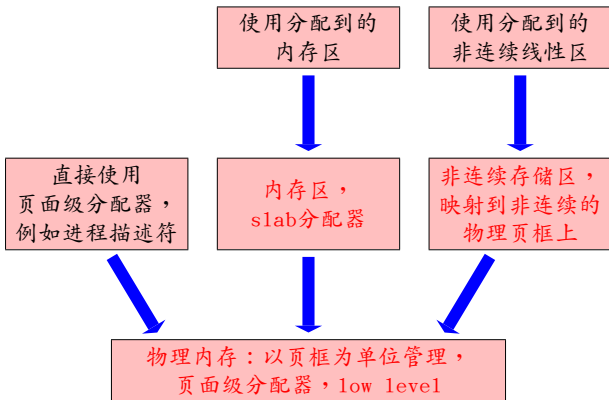 使用分配到的
内存区
使用分配到的
非连续线性区
直接使用
页面级分配器，
例如进程描述符
内存区，
slab分配器
非连续存储区，
映射到非连续的
物理页框上
物理内存：以页框为单位管理，
页面级分配器，low level